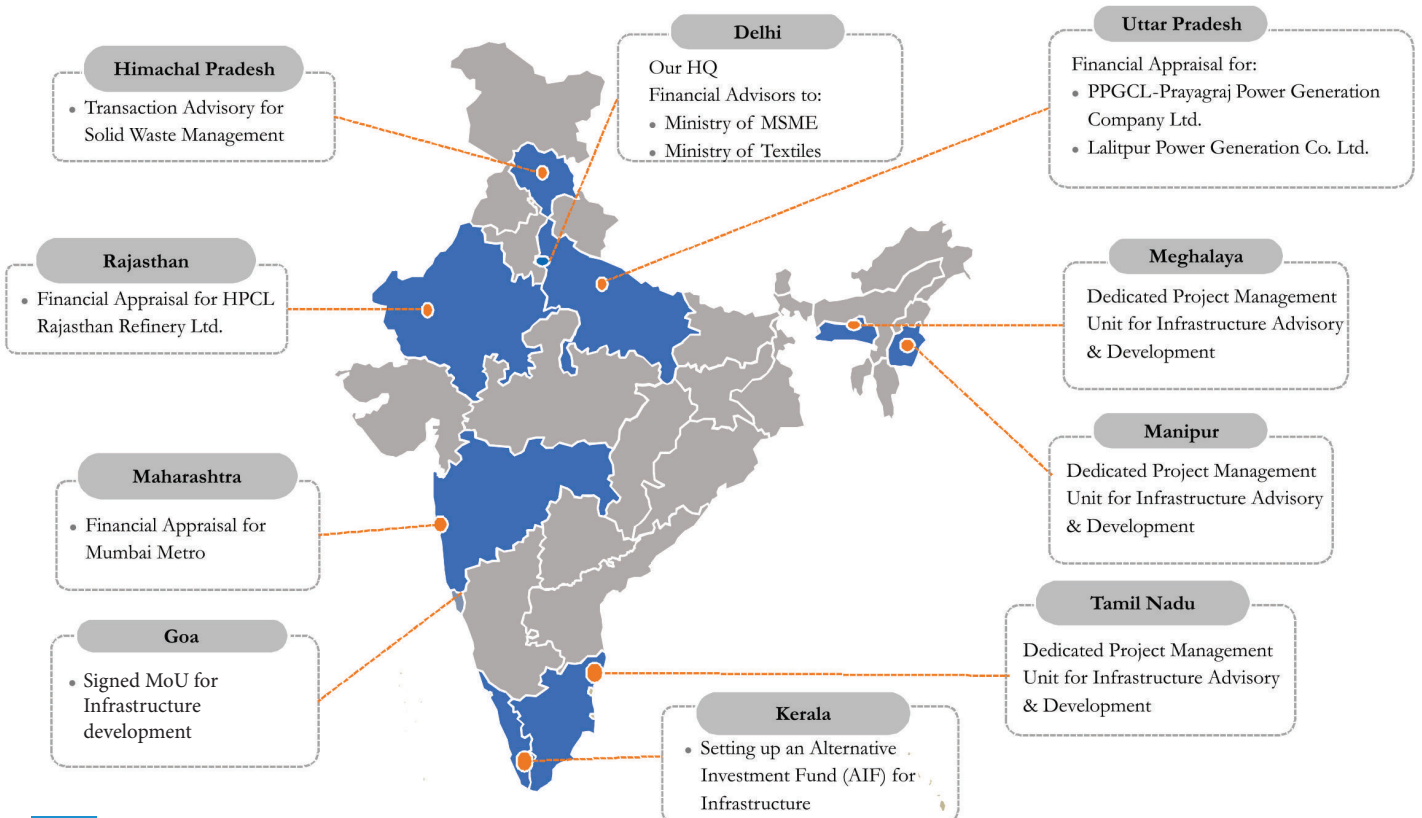 Himachal Pradesh
• Transaction Advisory for
Solid Waste Management
Delhi
Our HQ
Financial Advisors to:
• Ministry of MSME
• Ministry of Textiles
Uttar Pradesh
Financial Appraisal for:
• PPGCL-Prayagraj Power Generation
Company Ltd.
• Lalitpur Power Generation Co. Ltd.
Rajasthan
• Financial Appraisal for HPCL
Rajasthan Refinery Ltd.
Meghalaya
Dedicated Project Management
Unit for Infrastructure Advisory
& Development
Manipur
Dedicated Project Management
Unit for Infrastructure Advisory
& Development
Maharashtra
• Financial Appraisal for
Mumbai Metro
Goa
• Signed MoU for
Infrastructure
development
Tamil Nadu
Dedicated Project Management
Unit for Infrastructure Advisory
& Development
Kerala
• Setting up an Alternative
Investment Fund (AIF) for
Infrastructure